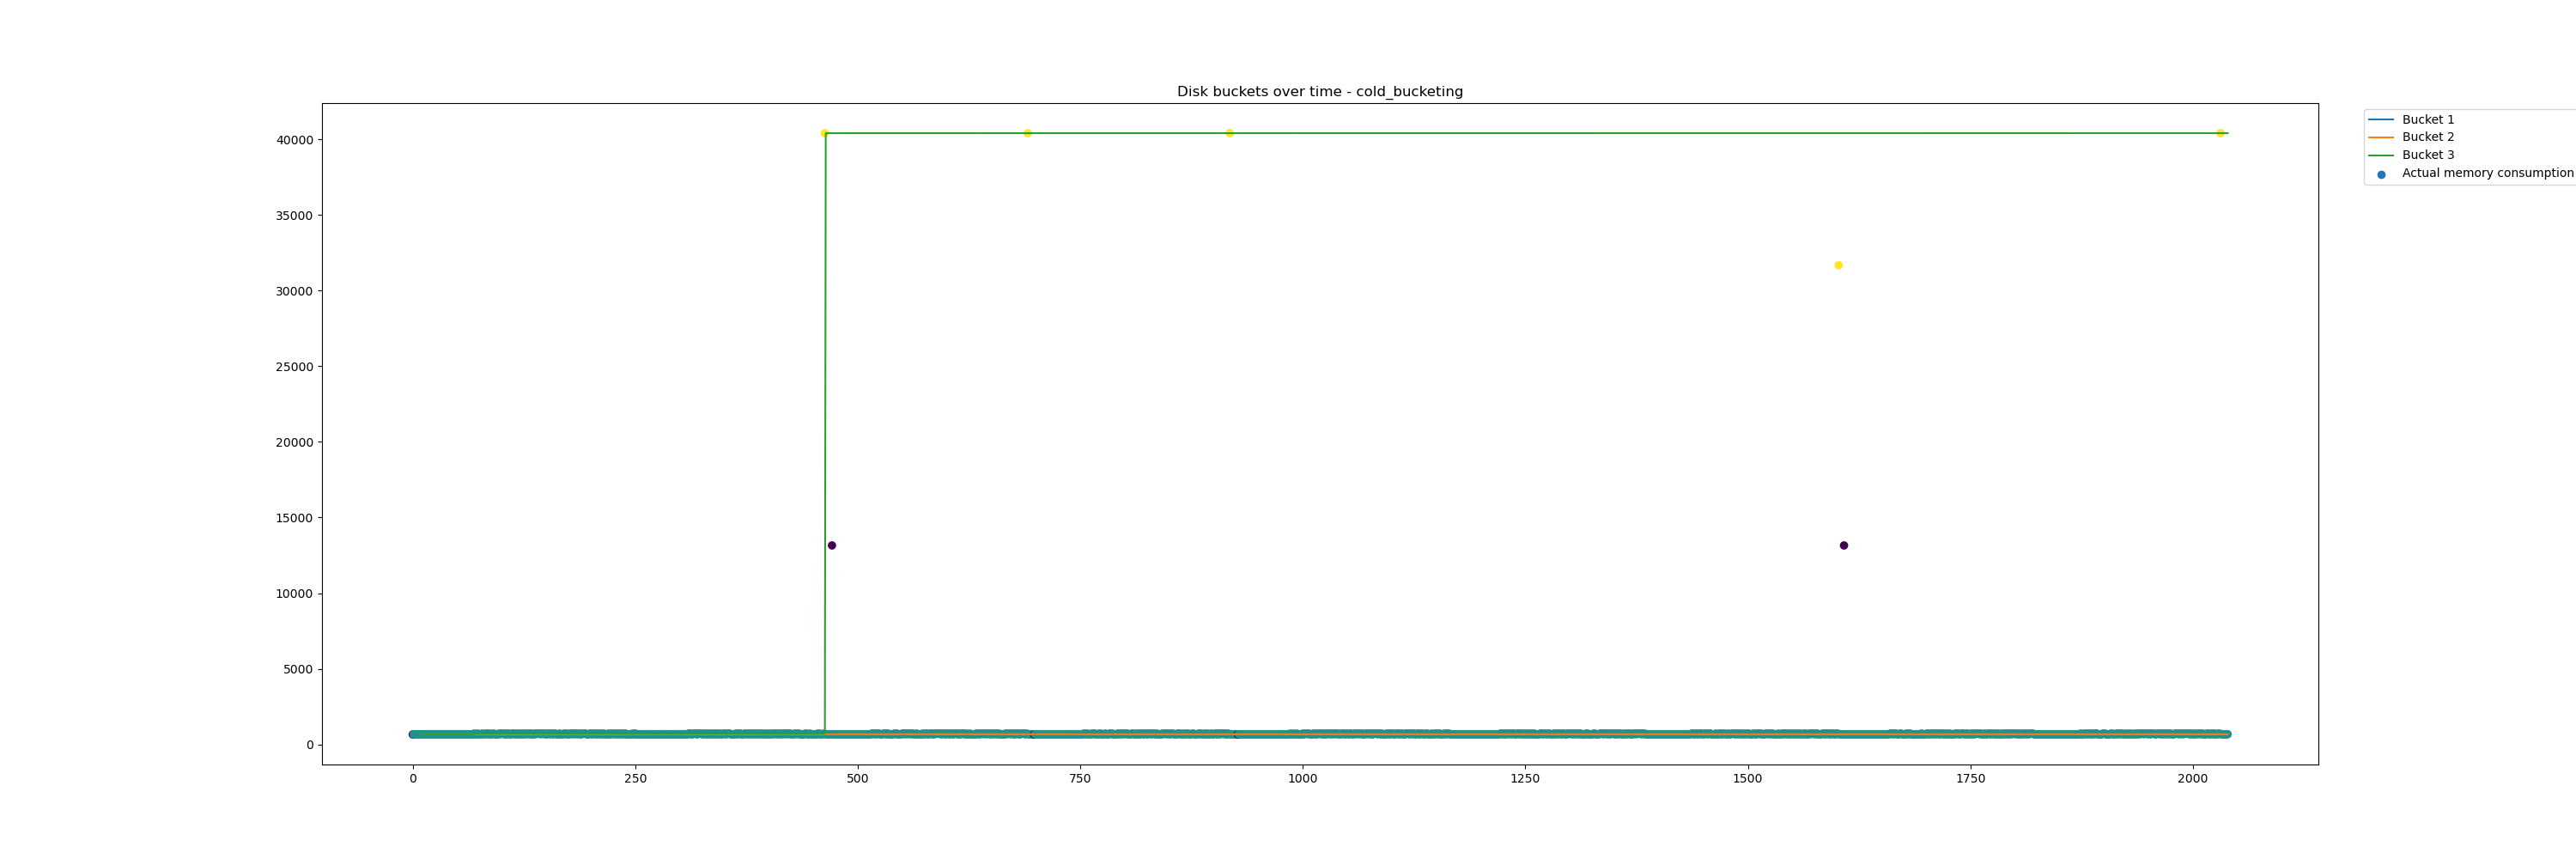 Disk buckets over time - cold_bucketing
40000
35000
30000
25000
20000
15000
10000
5000
0
0 250 500 750 1000 1250 1500 1750 2000
Bucket 1
Bucket 2
Bucket 3
Actual memory consumption